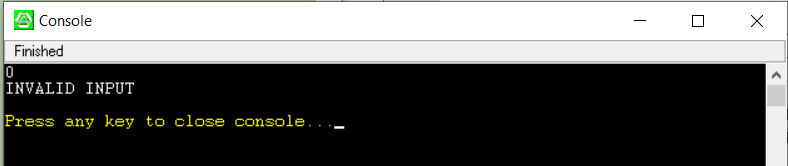 Console
Finished
0
INVALID INPUT
Press any key to close console..._